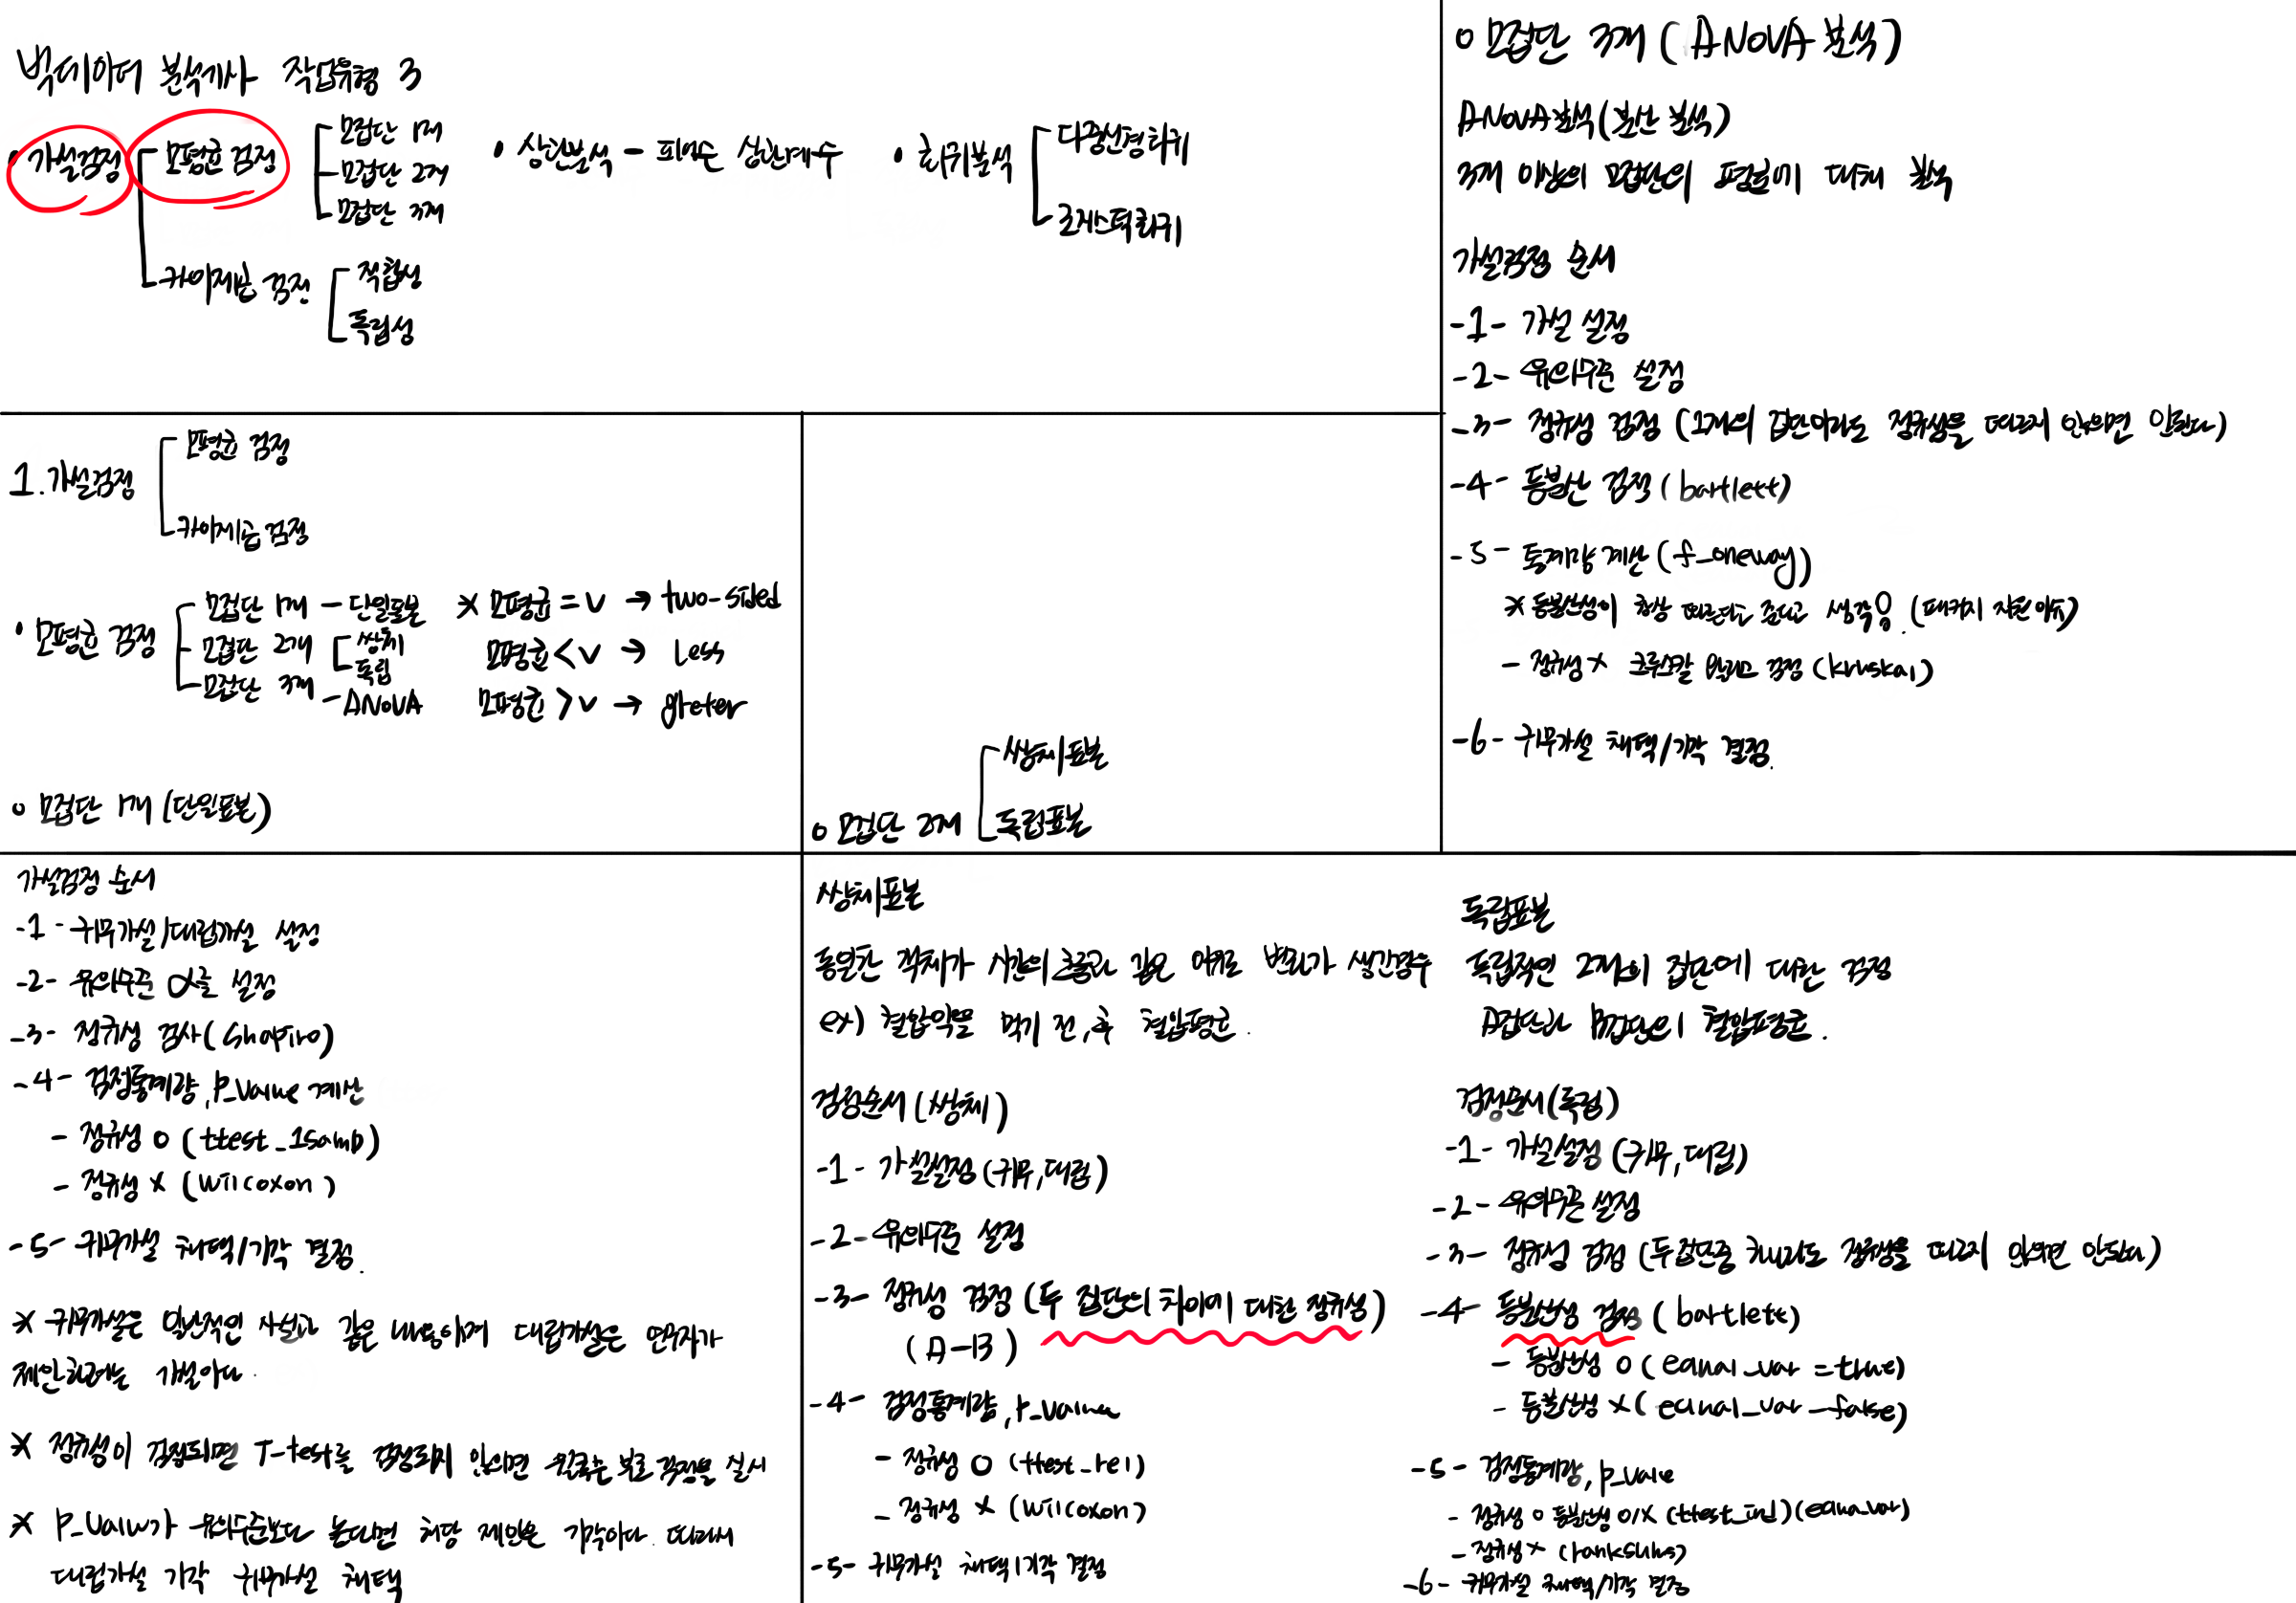 빅데이터 분석기사 작업유형 3
• 가설검정
모평균 검정
모집단 1개
모집단 2개
모집단 3개
카이제곱 검정
적합성
독립성
• 상관분석 - 피어슨 상관계수
• 회귀분석
다중선형회귀
로지스틱회귀
1. 가설검정
모평균 검정
카이제곱 검정
• 모평균 검정
모집단 1개 - 단일표본
모집단 2개
쌍체
독립
모집단 3개 - ANOVA
※ 모평균 = v → two-sided
모평균 < v → less
모평균 > v → greter
○ 모집단 1개 (단일표본)
가설검정 순서
-1- 귀무가설/대립가설 설정
-2- 유의수준 α를 설정
-3- 정규성 검사(Shapiro)
-4- 검정통계량, p_value 계산
- 정규성 O (ttest_1samp)
- 정규성 X (wilcoxon)
-5- 귀무가설 채택/기각 결정.
※ 귀무가설은 일반적인 사실과 같은 내용이며 대립가설은 연구자가
제안하려는 가설이다.
※ 정규성이 검정되면 T-test를 검정되지 않으면 윌콕슨 부호 검정을 실시
※ p_value가 유의수준보다 높다면 해당 제안은 기각이다. 따라서
대립가설 기각 귀무가설 채택
○ 모집단 2개
쌍체표본
독립표본
쌍체표본
동일한 객체가 시간의 흐름과 같은 이유로 변화가 생긴경우
ex) 혈압약을 먹기 전,후 혈압평균.
검정순서(쌍체)
-1- 가설설정(귀무,대립)
-2- 유의수준 설정
-3- 정규성 검정(두 집단의 차이에 대한 정규성)
(A-B)
-4- 검정통계량, p_value
- 정규성 O (ttest_rel)
- 정규성 X (wilcoxon)
-5- 귀무가설 채택/기각 결정
독립표본
독립적인 2개의 집단에 대한 검정
A집단과 B집단의 혈압평균.
검정순서(독립)
-1- 가설설정(귀무,대립)
-2- 유의수준 설정
-3- 정규성 검정(두집단중 하나라도 정규성을 따르지 않으면 안된다)
-4- 등분산성 검정(bartlett)
- 등분산성 O (equal_var=true)
- 등분산성 X (equal_var-false)
-5- 검정통계량, p_value
- 정규성 O 등분산성 O/X (ttest_ind)(equa_var)
- 정규성 X (ranksums)
-6- 귀무가설 채택/기각 결정
○ 모집단 3개 (ANOVA 분석)
ANOVA분석(분산 분석)
3개 이상의 모집단의 평균에 대해 분석
가설검정 순서
-1- 가설 설정
-2- 유의수준 설정
-3- 정규성 검정 (1개의 집단이라도 정규성을 따르지 않으면 안된다)
-4- 등분산 검정(bartlett)
-5- 통계량 계산(f_oneway)
※ 등분산성이 항상 따른다는 준다고 생각 (패키지 지원 이슈)
- 정규성X 크루스칼 왈리스 검정 (kruskal)
-6- 귀무가설 채택/기각 결정.